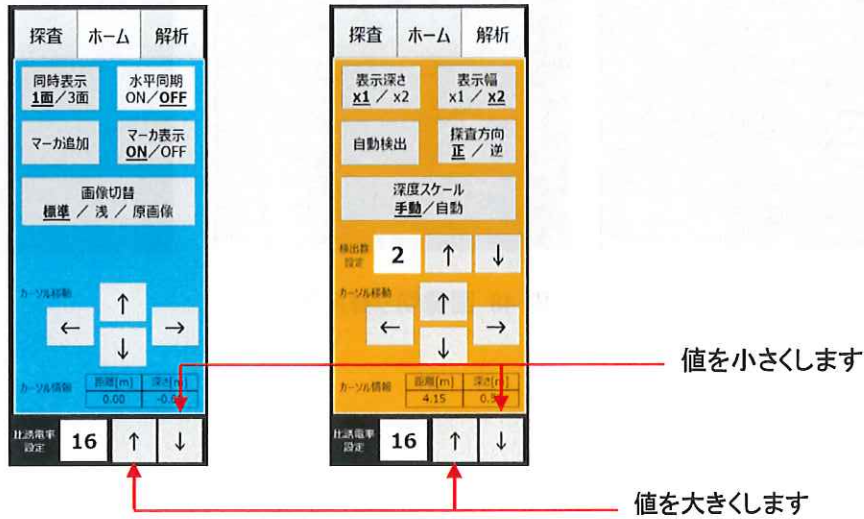 探査 ホーム 解析
同時表示
1面/3面
水平同期
ON/OFF
マーカ追加
マーカ表示
ON/OFF
画像切替
標準 / 浅 / 原画像
カーソル移動
↑
← →
↓
カーソル情報
距離[m] 深さ[m]
0.00
比誘電率
設定
16 ↑ ↓
探査 ホーム 解析
表示深さ
x1 / x2
表示幅
x1 / x2
自動検出
探査方向
正 / 逆
深度スケール
手動/自動
検出数
設定
2 ↑ ↓
カーソル移動
↑
← →
↓
カーソル情報
距離[m] 深さ[m]
4.15
比誘電率
設定
16 ↑ ↓
値を小さくします
値を大きくします